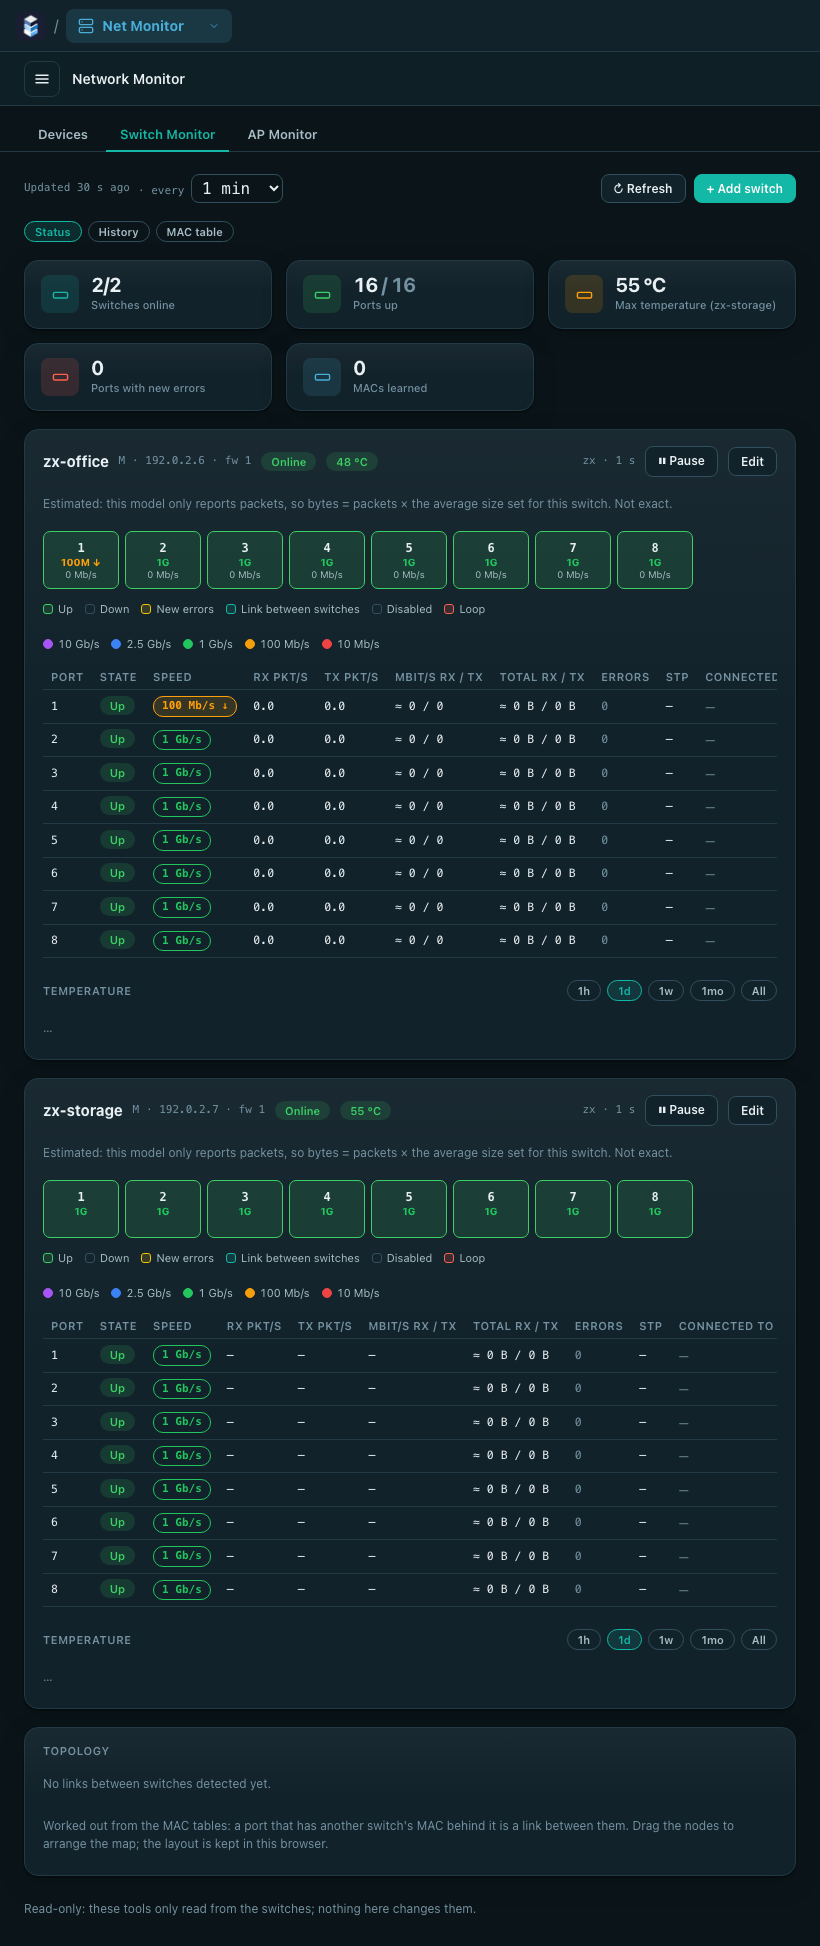 / Net Monitor
Network Monitor
Devices Switch Monitor AP Monitor
Updated 30 s ago · every 1 min ↻ Refresh + Add switch
Status History MAC table
2/2
Switches online
16 / 16
Ports up
55 °C
Max temperature (zx-storage)
0
Ports with new errors
0
MACs learned
zx-office M · 192.0.2.6 · fw 1 Online 48 °C zx · 1 s Pause Edit
Estimated: this model only reports packets, so bytes = packets × the average size set for this switch. Not exact.
1 2 3 4 5 6 7 8
100M ↓ 1G 1G 1G 1G 1G 1G 1G
0 Mb/s 0 Mb/s 0 Mb/s 0 Mb/s 0 Mb/s 0 Mb/s 0 Mb/s 0 Mb/s
Up Down New errors Link between switches Disabled Loop
10 Gb/s 2.5 Gb/s 1 Gb/s 100 Mb/s 10 Mb/s
PORT STATE SPEED RX PKT/S TX PKT/S MBIT/S RX / TX TOTAL RX / TX ERRORS STP CONNECTED
1 Up 100 Mb/s ↓ 0.0 0.0 ≈ 0 / 0 ≈ 0 B / 0 B 0 — —
2 Up 1 Gb/s 0.0 0.0 ≈ 0 / 0 ≈ 0 B / 0 B 0 — —
3 Up 1 Gb/s 0.0 0.0 ≈ 0 / 0 ≈ 0 B / 0 B 0 — —
4 Up 1 Gb/s 0.0 0.0 ≈ 0 / 0 ≈ 0 B / 0 B 0 — —
5 Up 1 Gb/s 0.0 0.0 ≈ 0 / 0 ≈ 0 B / 0 B 0 — —
6 Up 1 Gb/s 0.0 0.0 ≈ 0 / 0 ≈ 0 B / 0 B 0 — —
7 Up 1 Gb/s 0.0 0.0 ≈ 0 / 0 ≈ 0 B / 0 B 0 — —
8 Up 1 Gb/s 0.0 0.0 ≈ 0 / 0 ≈ 0 B / 0 B 0 — —
TEMPERATURE 1h 1d 1w 1mo All
...
zx-storage M · 192.0.2.7 · fw 1 Online 55 °C zx · 1 s Pause Edit
Estimated: this model only reports packets, so bytes = packets × the average size set for this switch. Not exact.
1 2 3 4 5 6 7 8
1G 1G 1G 1G 1G 1G 1G 1G
Up Down New errors Link between switches Disabled Loop
10 Gb/s 2.5 Gb/s 1 Gb/s 100 Mb/s 10 Mb/s
PORT STATE SPEED RX PKT/S TX PKT/S MBIT/S RX / TX TOTAL RX / TX ERRORS STP CONNECTED TO
1 Up 1 Gb/s — — — ≈ 0 B / 0 B 0 — —
2 Up 1 Gb/s — — — ≈ 0 B / 0 B 0 — —
3 Up 1 Gb/s — — — ≈ 0 B / 0 B 0 — —
4 Up 1 Gb/s — — — ≈ 0 B / 0 B 0 — —
5 Up 1 Gb/s — — — ≈ 0 B / 0 B 0 — —
6 Up 1 Gb/s — — — ≈ 0 B / 0 B 0 — —
7 Up 1 Gb/s — — — ≈ 0 B / 0 B 0 — —
8 Up 1 Gb/s — — — ≈ 0 B / 0 B 0 — —
TEMPERATURE 1h 1d 1w 1mo All
...
TOPOLOGY
No links between switches detected yet.
Worked out from the MAC tables: a port that has another switch's MAC behind it is a link between them. Drag the nodes to
arrange the map; the layout is kept in this browser.
Read-only: these tools only read from the switches; nothing here changes them.